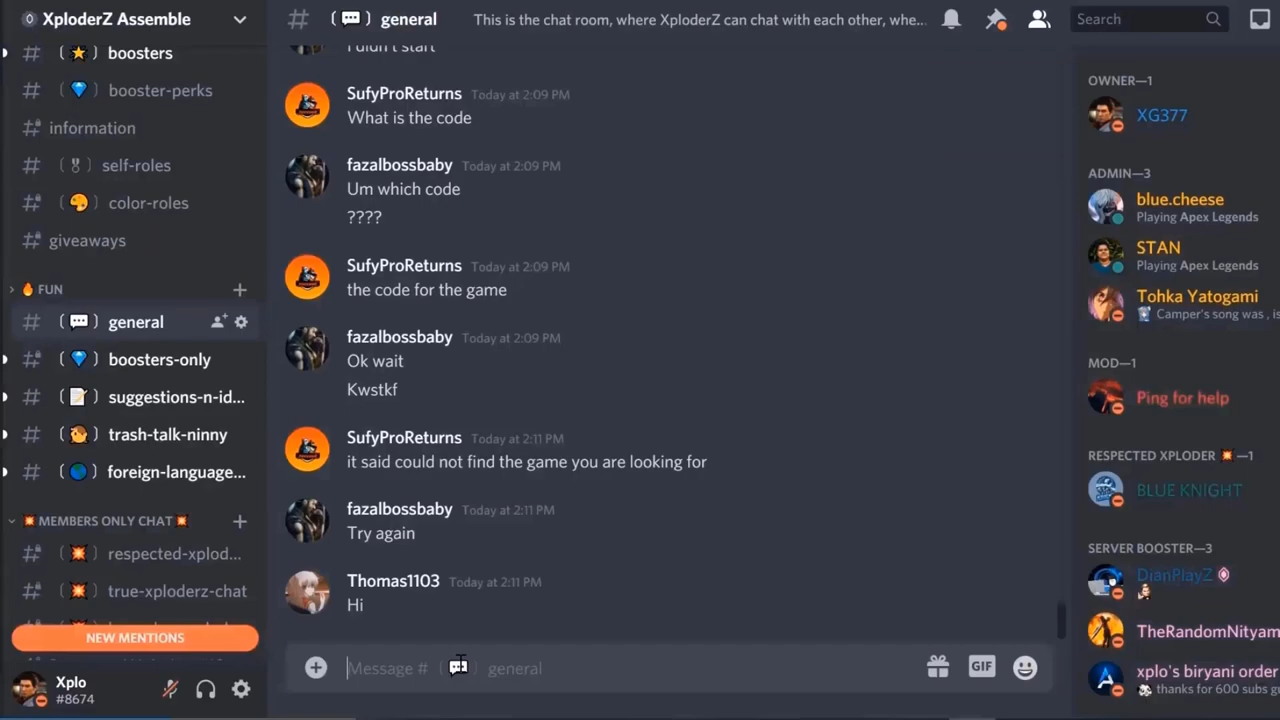 XploderZ Assemble
boosters
booster-perks
information
self-roles
color-roles
giveaways
FUN
general
boosters-only
suggestions-n-id...
trash-talk-ninny
foreign-language...
MEMBERS ONLY CHAT
respected-xplod...
true-xploderz-chat
NEW MENTIONS
Xplo
#8674
general
This is the chat room, where XploderZ can chat with each other, whe...
Search
I didn't start
SufyProReturns Today at 2:09 PM
What is the code
fazalbossbaby Today at 2:09 PM
Um which code
????
SufyProReturns Today at 2:09 PM
the code for the game
fazalbossbaby Today at 2:09 PM
Ok wait
Kwstkf
SufyProReturns Today at 2:11 PM
it said could not find the game you are looking for
fazalbossbaby Today at 2:11 PM
Try again
Thomas1103 Today at 2:11 PM
Hi
Message # general
GIF
OWNER—1
XG377
ADMIN—3
blue.cheese
Playing Apex Legends
STAN
Playing Apex Legends
Tohka Yatogami
Camper's song was , is
MOD—1
Ping for help
RESPECTED XPLODER —1
BLUE KNIGHT
SERVER BOOSTER—3
DianPlayZ
TheRandomNityam
xplo's biryani order
thanks for 600 subs gu